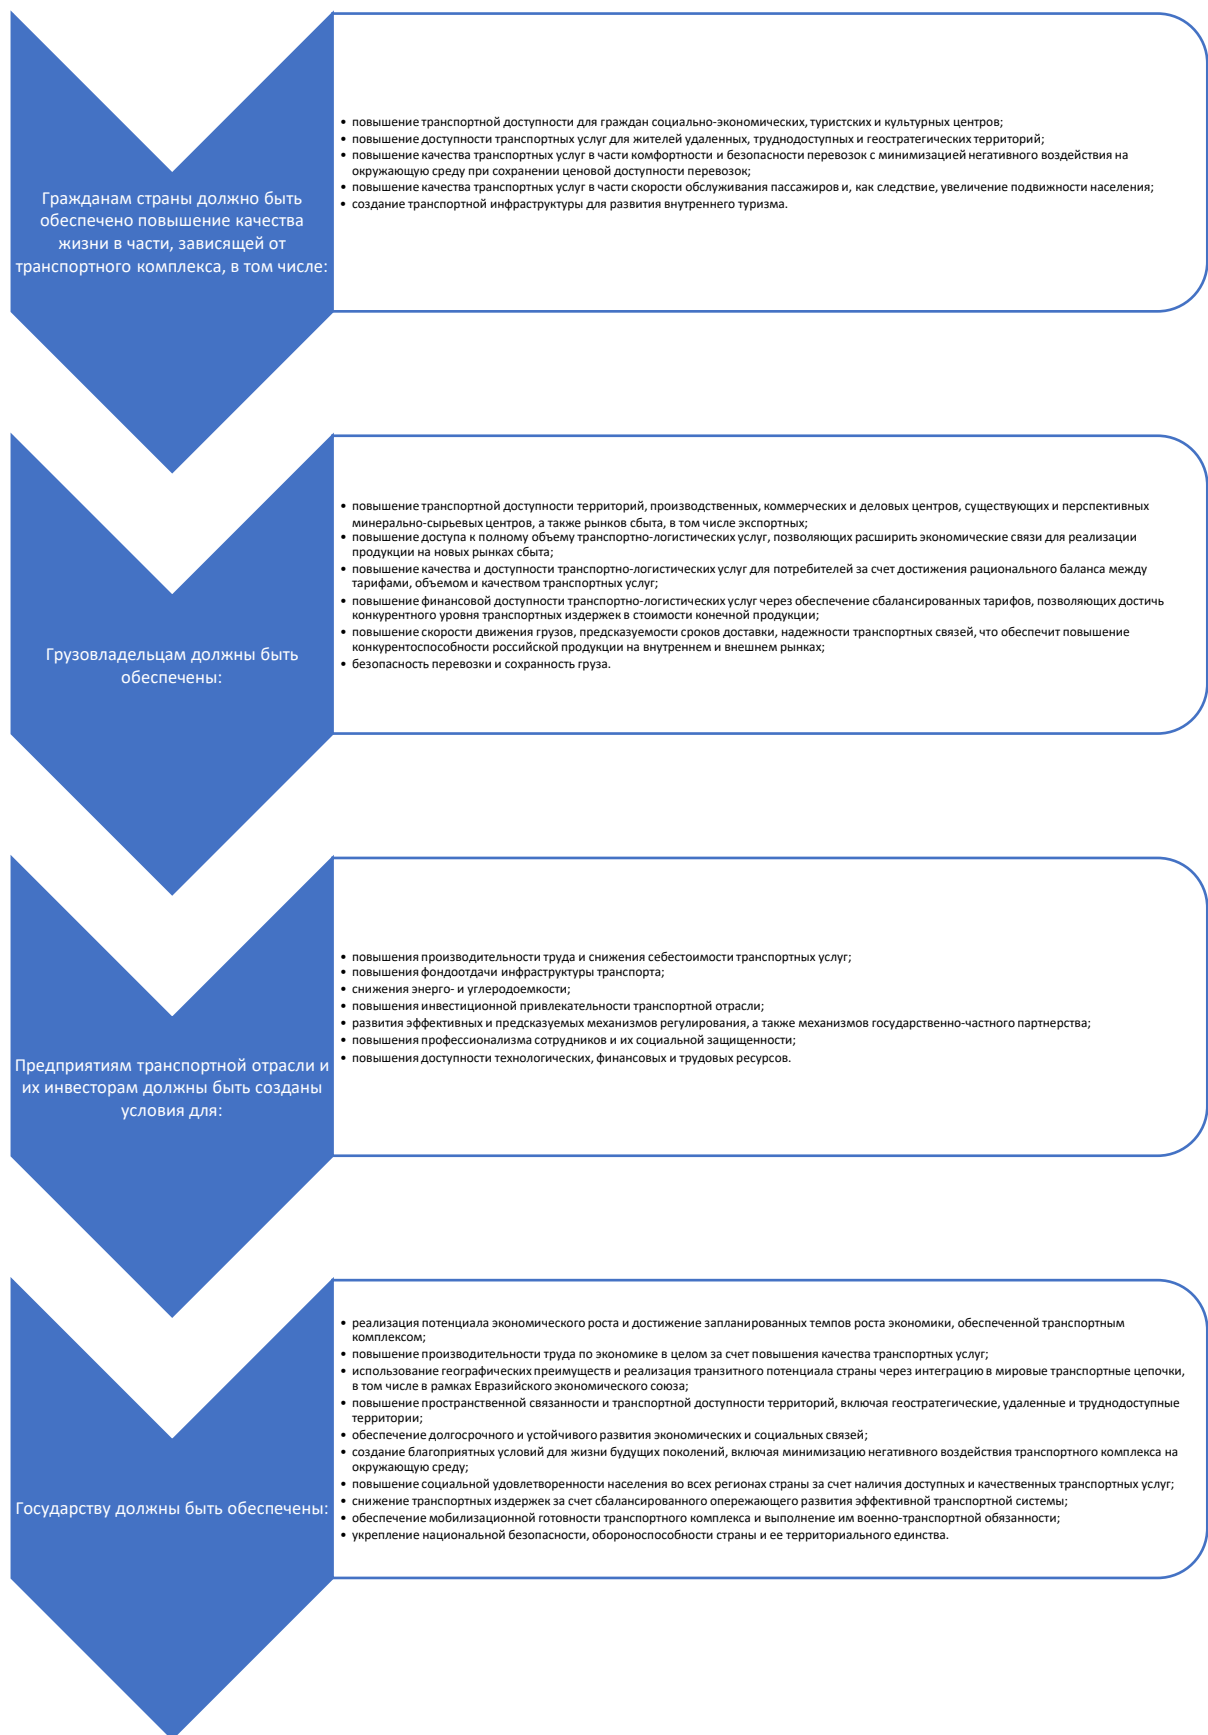 Гражданам страны должно быть
обеспечено повышение качества
жизни в части, зависящей от
транспортного комплекса, в том числе:
• повышение транспортной доступности для граждан социально-экономических, туристских и культурных центров;
• повышение доступности транспортных услуг для жителей удаленных, труднодоступных и геостратегических территорий;
• повышение качества транспортных услуг в части комфортности и безопасности перевозок с минимизацией негативного воздействия на
окружающую среду при сохранении ценовой доступности перевозок;
• повышение качества транспортных услуг в части скорости обслуживания пассажиров и, как следствие, увеличение подвижности населения;
• создание транспортной инфраструктуры для развития внутреннего туризма.
Грузовладельцам должны быть
обеспечены:
• повышение транспортной доступности территорий, производственных, коммерческих и деловых центров, существующих и перспективных
минерально-сырьевых центров, а также рынков сбыта, в том числе экспортных;
• повышение доступа к полному объему транспортно-логистических услуг, позволяющих расширить экономические связи для реализации
продукции на новых рынках сбыта;
• повышение качества и доступности транспортно-логистических услуг для потребителей за счет достижения рационального баланса между
тарифами, объемом и качеством транспортных услуг;
• повышение финансовой доступности транспортно-логистических услуг через обеспечение сбалансированных тарифов, позволяющих достичь
конкурентного уровня транспортных издержек в стоимости конечной продукции;
• повышение скорости движения грузов, предсказуемости сроков доставки, надежности транспортных связей, что обеспечит повышение
конкурентоспособности российской продукции на внутреннем и внешнем рынках;
• безопасность перевозки и сохранность груза.
Предприятиям транспортной отрасли и
их инвесторам должны быть созданы
условия для:
• повышения производительности труда и снижения себестоимости транспортных услуг;
• повышения фондоотдачи инфраструктуры транспорта;
• снижения энерго- и углеродоемкости;
• повышения инвестиционной привлекательности транспортной отрасли;
• развития эффективных и предсказуемых механизмов регулирования, а также механизмов государственно-частного партнерства;
• повышения профессионализма сотрудников и их социальной защищенности;
• повышения доступности технологических, финансовых и трудовых ресурсов.
Государству должны быть обеспечены:
• реализация потенциала экономического роста и достижение запланированных темпов роста экономики, обеспеченной транспортным
комплексом;
• повышение производительности труда по экономике в целом за счет повышения качества транспортных услуг;
• использование географических преимуществ и реализация транзитного потенциала страны через интеграцию в мировые транспортные цепочки,
в том числе в рамках Евразийского экономического союза;
• повышение пространственной связанности и транспортной доступности территорий, включая геостратегические, удаленные и труднодоступные
территории;
• обеспечение долгосрочного и устойчивого развития экономических и социальных связей;
• создание благоприятных условий для жизни будущих поколений, включая минимизацию негативного воздействия транспортного комплекса на
окружающую среду;
• повышение социальной удовлетворенности населения во всех регионах страны за счет наличия доступных и качественных транспортных услуг;
• снижение транспортных издержек за счет сбалансированного опережающего развития эффективной транспортной системы;
• обеспечение мобилизационной готовности транспортного комплекса и выполнение им военно-транспортной обязанности;
• укрепление национальной безопасности, обороноспособности страны и ее территориального единства.